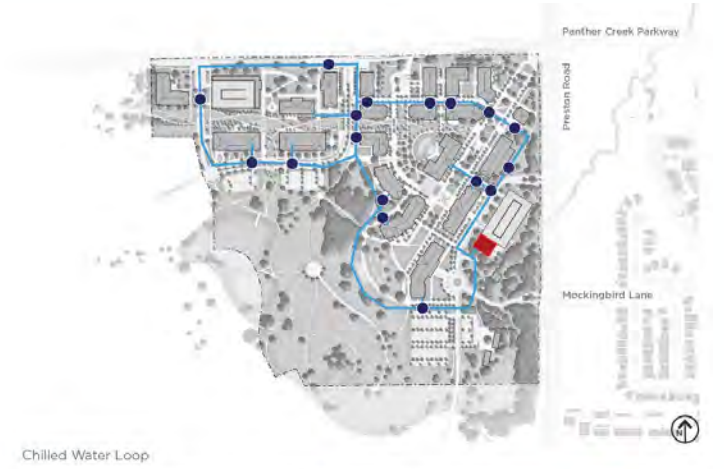 Panther Creek Parkway
Preston Road
Mockingbird Lane
N
Chilled Water Loop